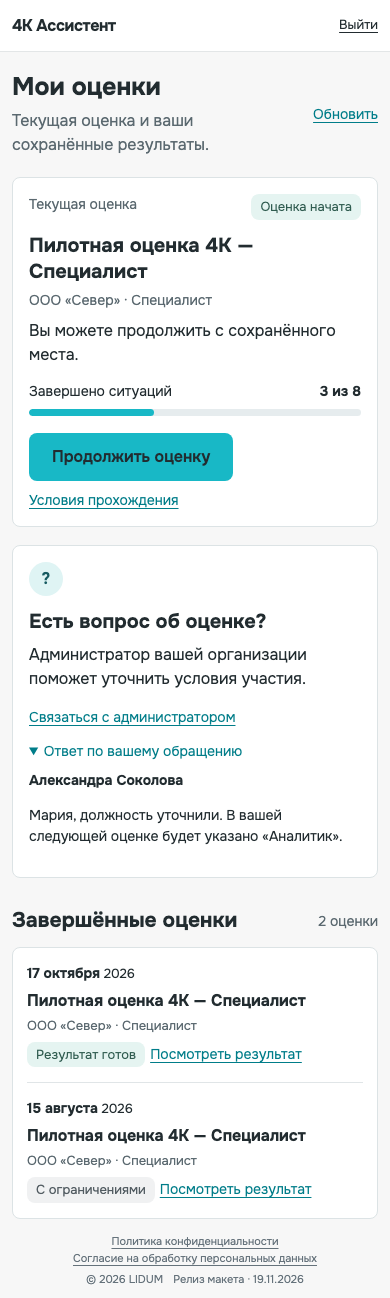 4K Ассистент
Выйти
Мои оценки
Текущая оценка и ваши
сохранённые результаты.
Обновить
Текущая оценка
Оценка начата
Пилотная оценка 4K —
Специалист
ООО «Север» · Специалист
Вы можете продолжить с сохранённого
места.
Завершено ситуаций
3 из 8
Продолжить оценку
Условия прохождения
?
Есть вопрос об оценке?
Администратор вашей организации
поможет уточнить условия участия.
Связаться с администратором
▼ Ответ по вашему обращению
Александра Соколова
Мария, должность уточнили. В вашей
следующей оценке будет указано «Аналитик».
Завершённые оценки
2 оценки
17 октября 2026
Пилотная оценка 4K — Специалист
ООО «Север» · Специалист
Результат готов
Посмотреть результат
15 августа 2026
Пилотная оценка 4K — Специалист
ООО «Север» · Специалист
С ограничениями
Посмотреть результат
Политика конфиденциальности
Согласие на обработку персональных данных
© 2026 LIDUM Релиз макета · 19.11.2026